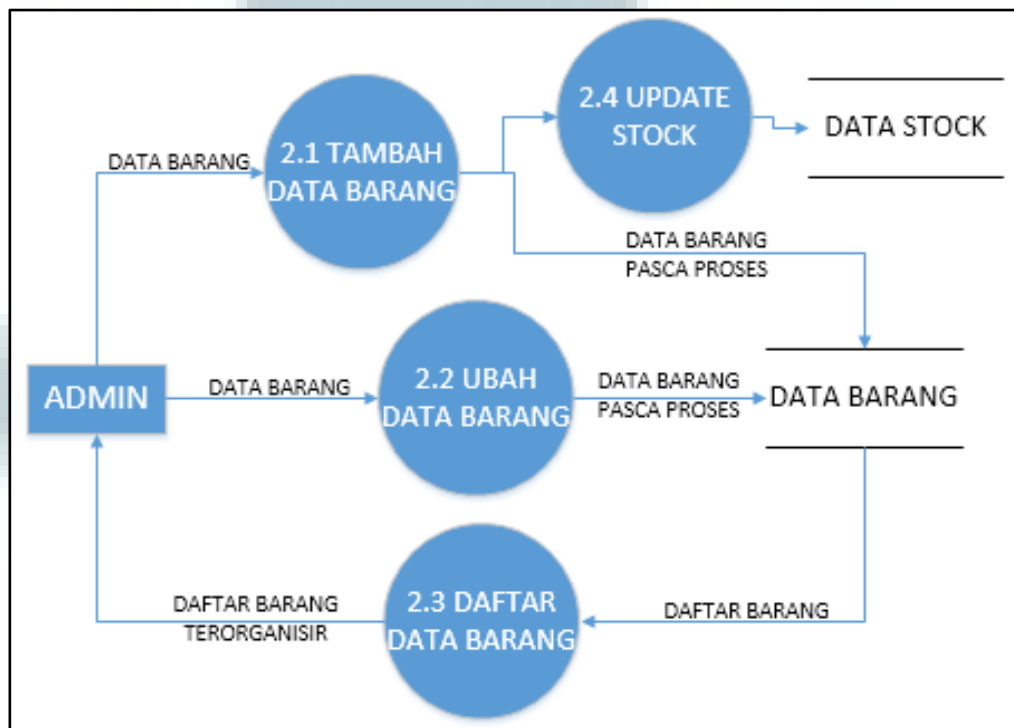 2.4 UPDATE
STOCK
DATA STOCK
DATA BARANG
2.1 TAMBAH
DATA BARANG
DATA BARANG
PASCA PROSES
ADMIN
DATA BARANG
2.2 UBAH
DATA BARANG
DATA BARANG
PASCA PROSES
DATA BARANG
DAFTAR BARANG
TERORGANISIR
2.3 DAFTAR
DATA BARANG
DAFTAR BARANG